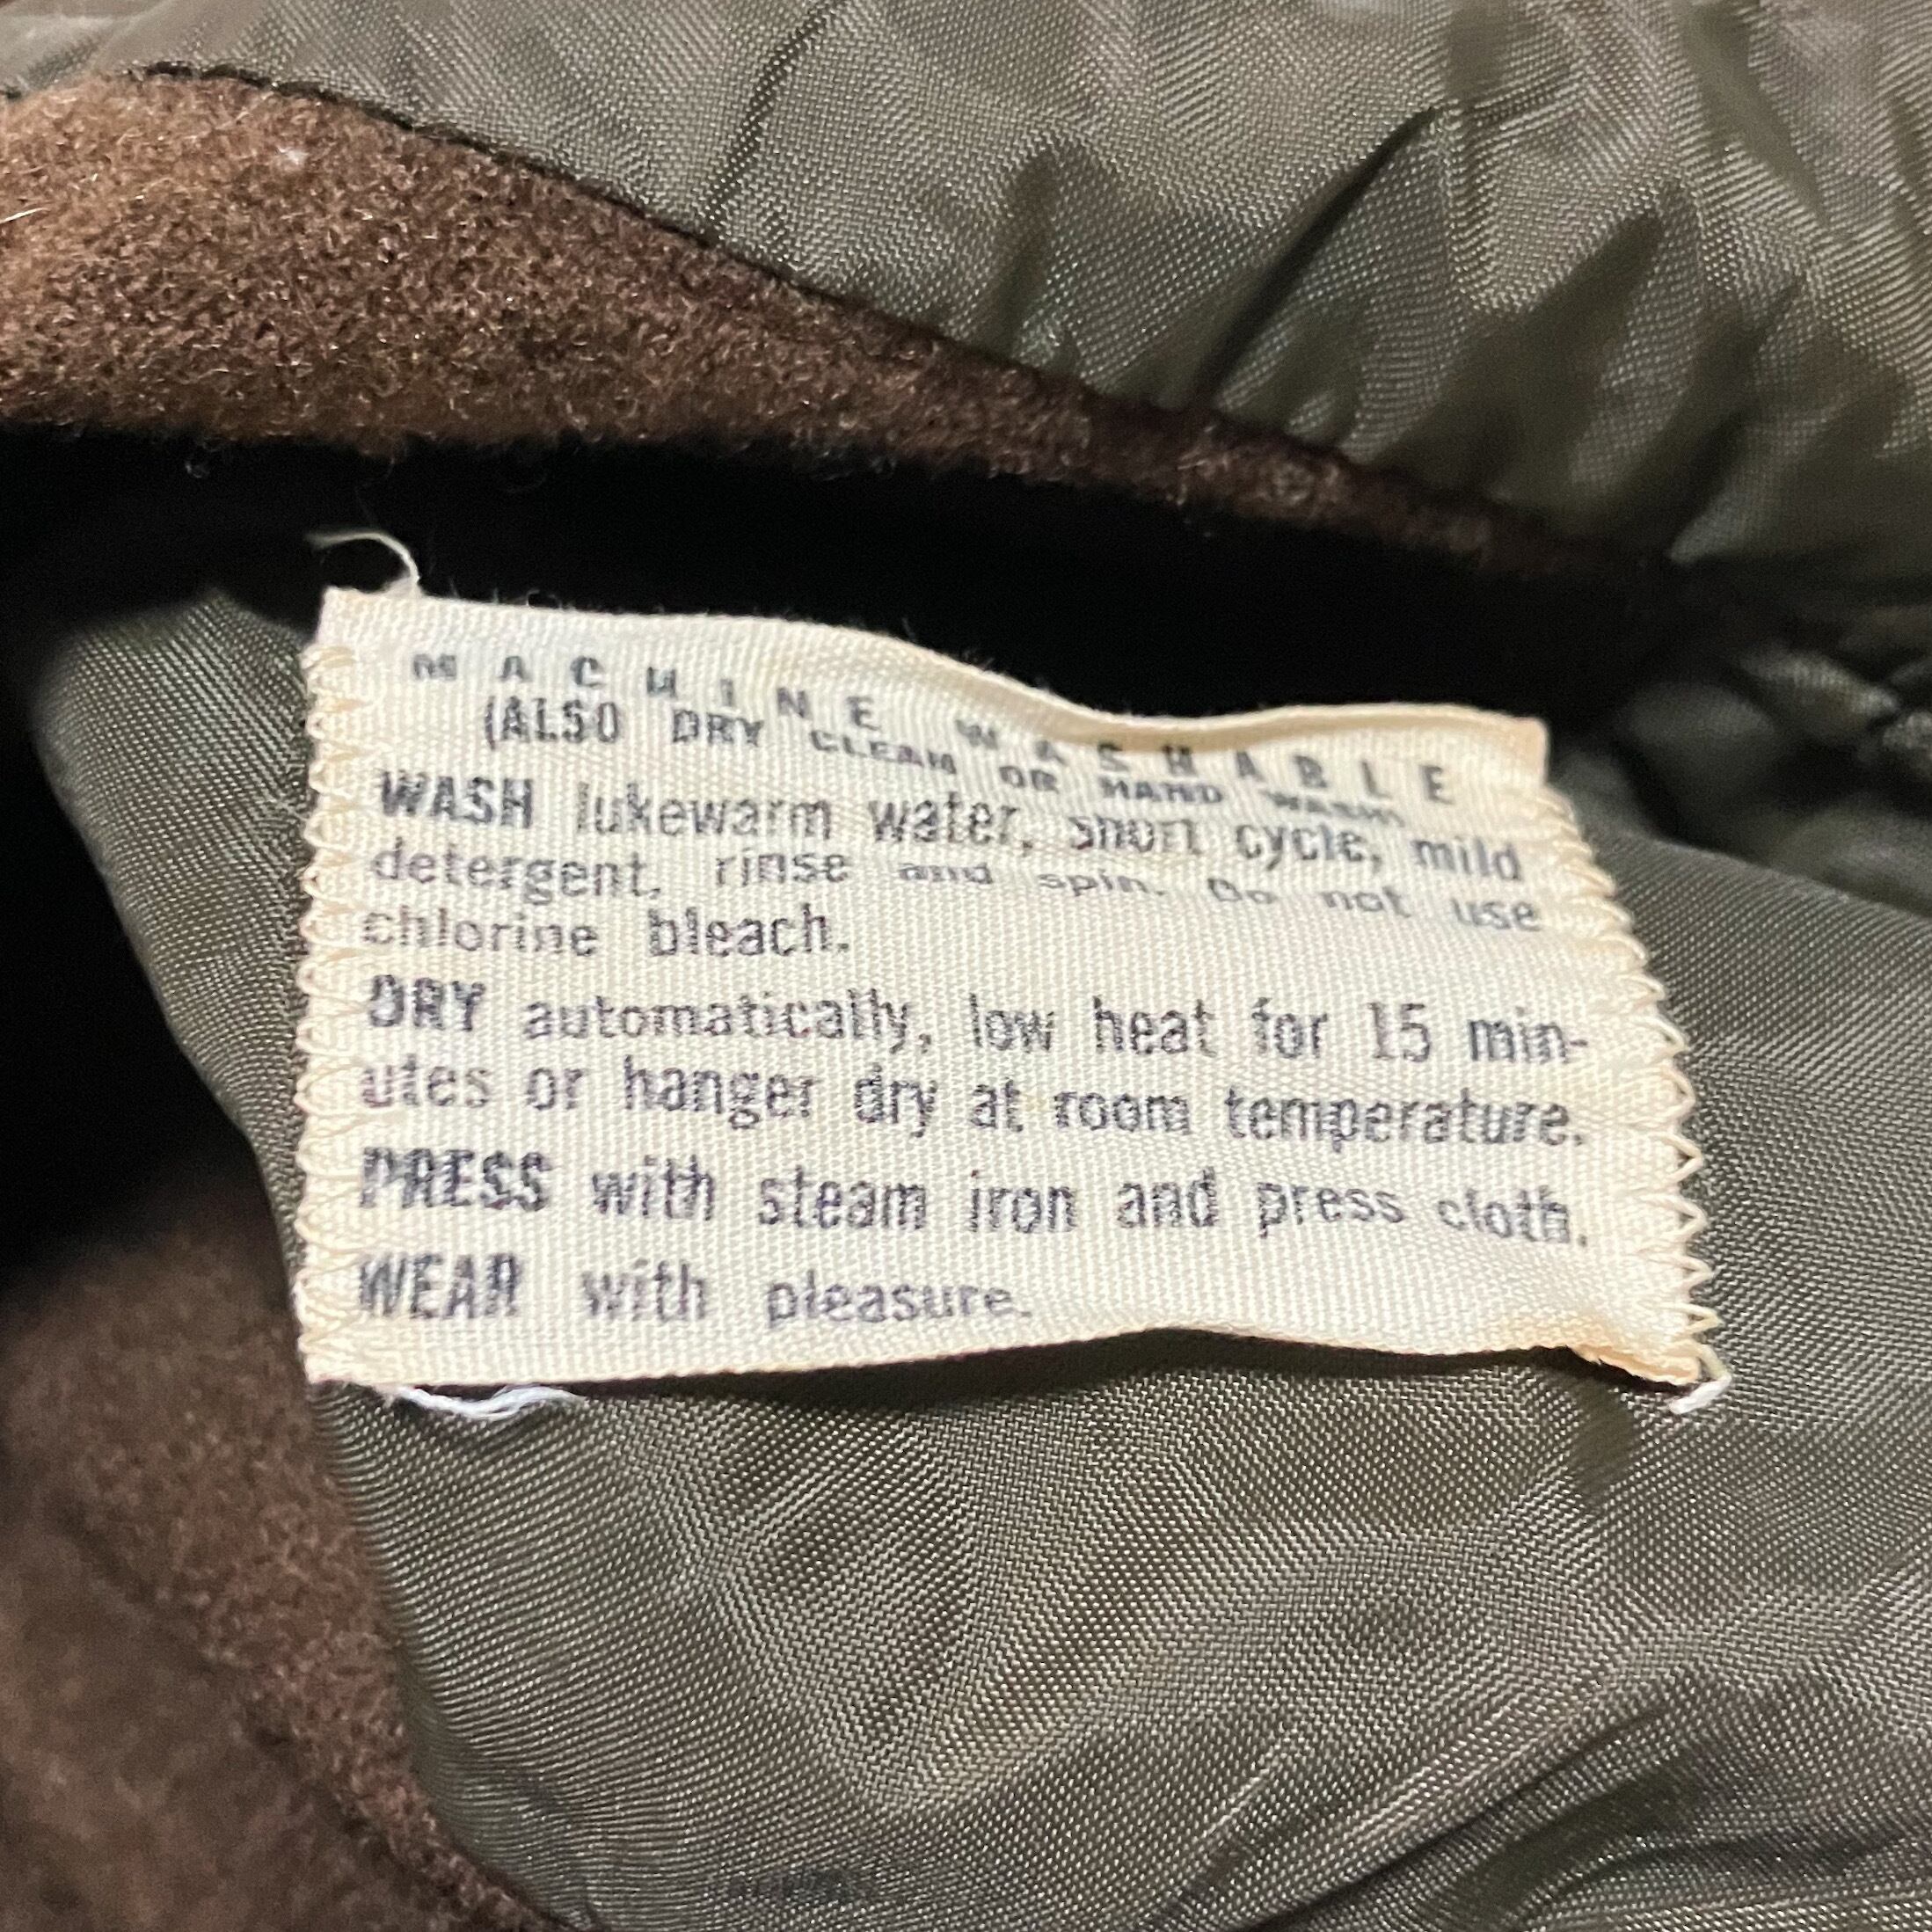 MACHINE WASHABLE
(ALSO DRY CLEAN OR HAND WASH)
WASH lukewarm water, short cycle, mild
detergent, rinse and spin. Do not use
chlorine bleach.
DRY automatically, low heat for 15 min-
utes or hanger dry at room temperature.
PRESS with steam iron and press cloth.
WEAR with pleasure.